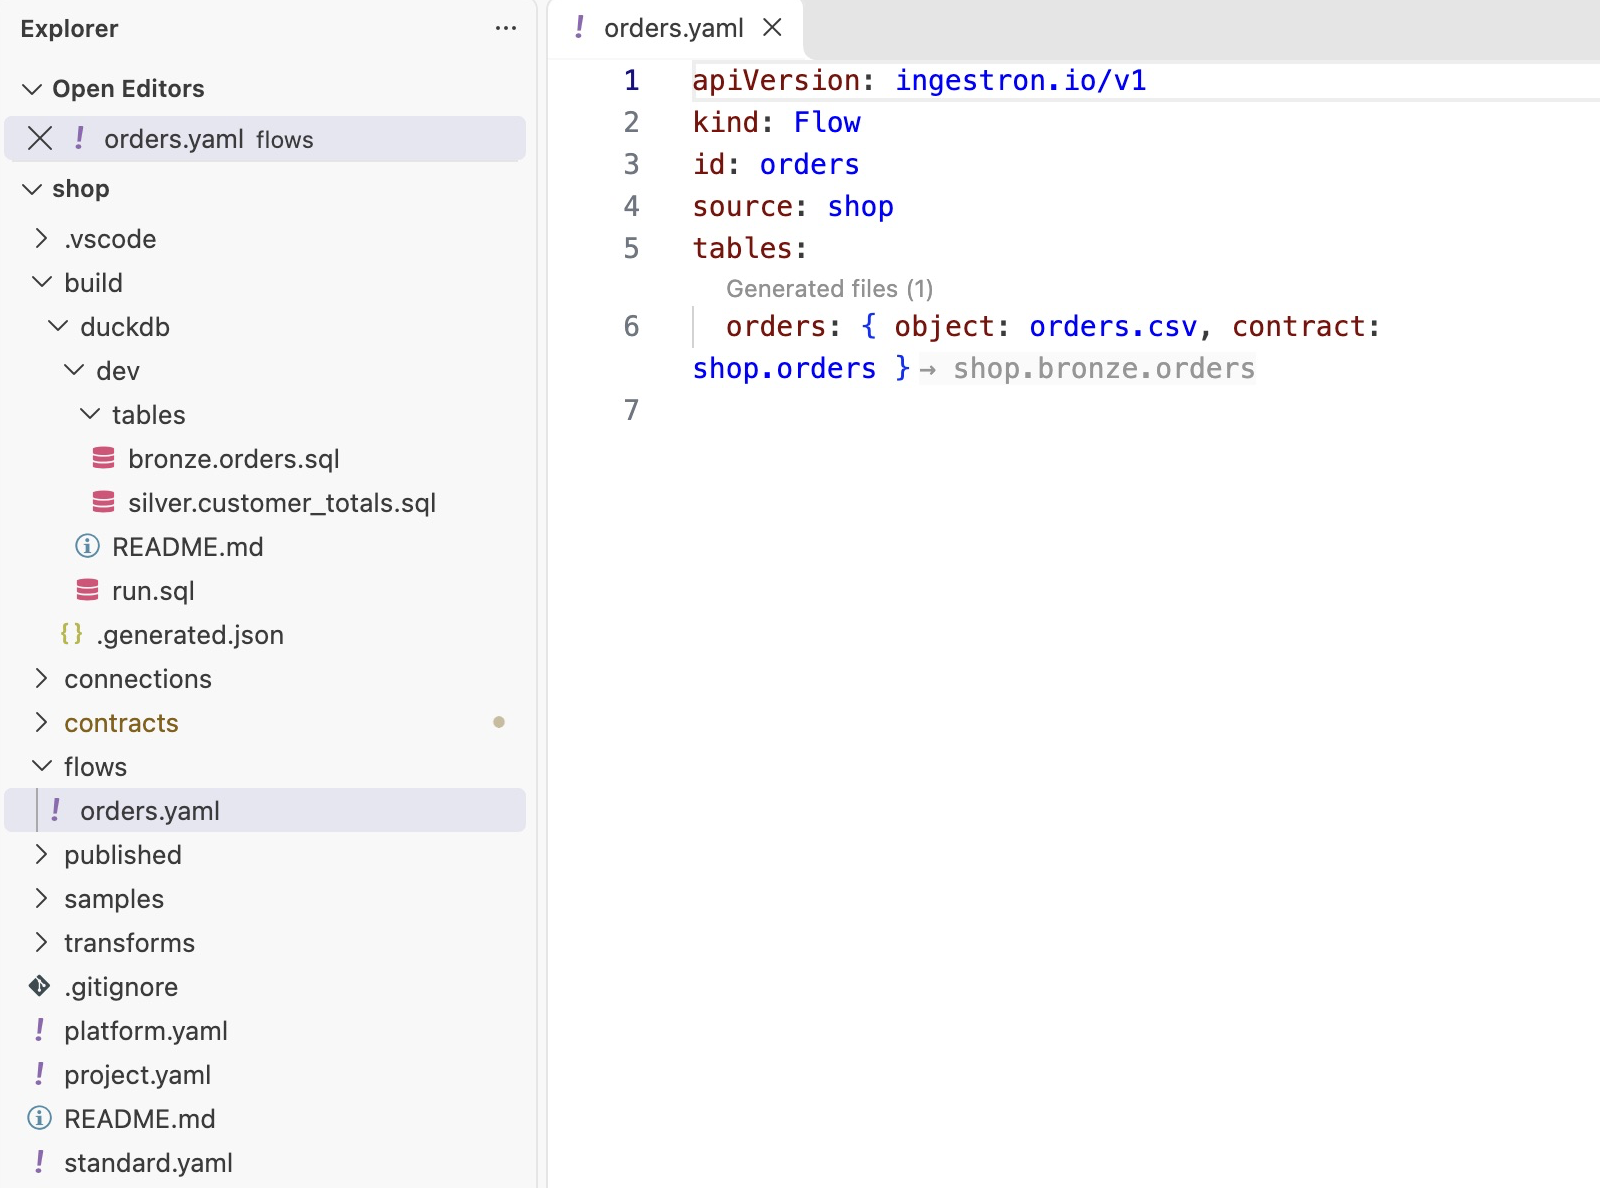 Explorer
Open Editors
orders.yaml flows
shop
.vscode
build
duckdb
dev
tables
bronze.orders.sql
silver.customer_totals.sql
README.md
run.sql
.generated.json
connections
contracts
flows
orders.yaml
published
samples
transforms
.gitignore
platform.yaml
project.yaml
README.md
standard.yaml
orders.yaml
1 apiVersion: ingestron.io/v1
2 kind: Flow
3 id: orders
4 source: shop
5 tables:
Generated files (1)
6 orders: { object: orders.csv, contract:
shop.orders } → shop.bronze.orders
7